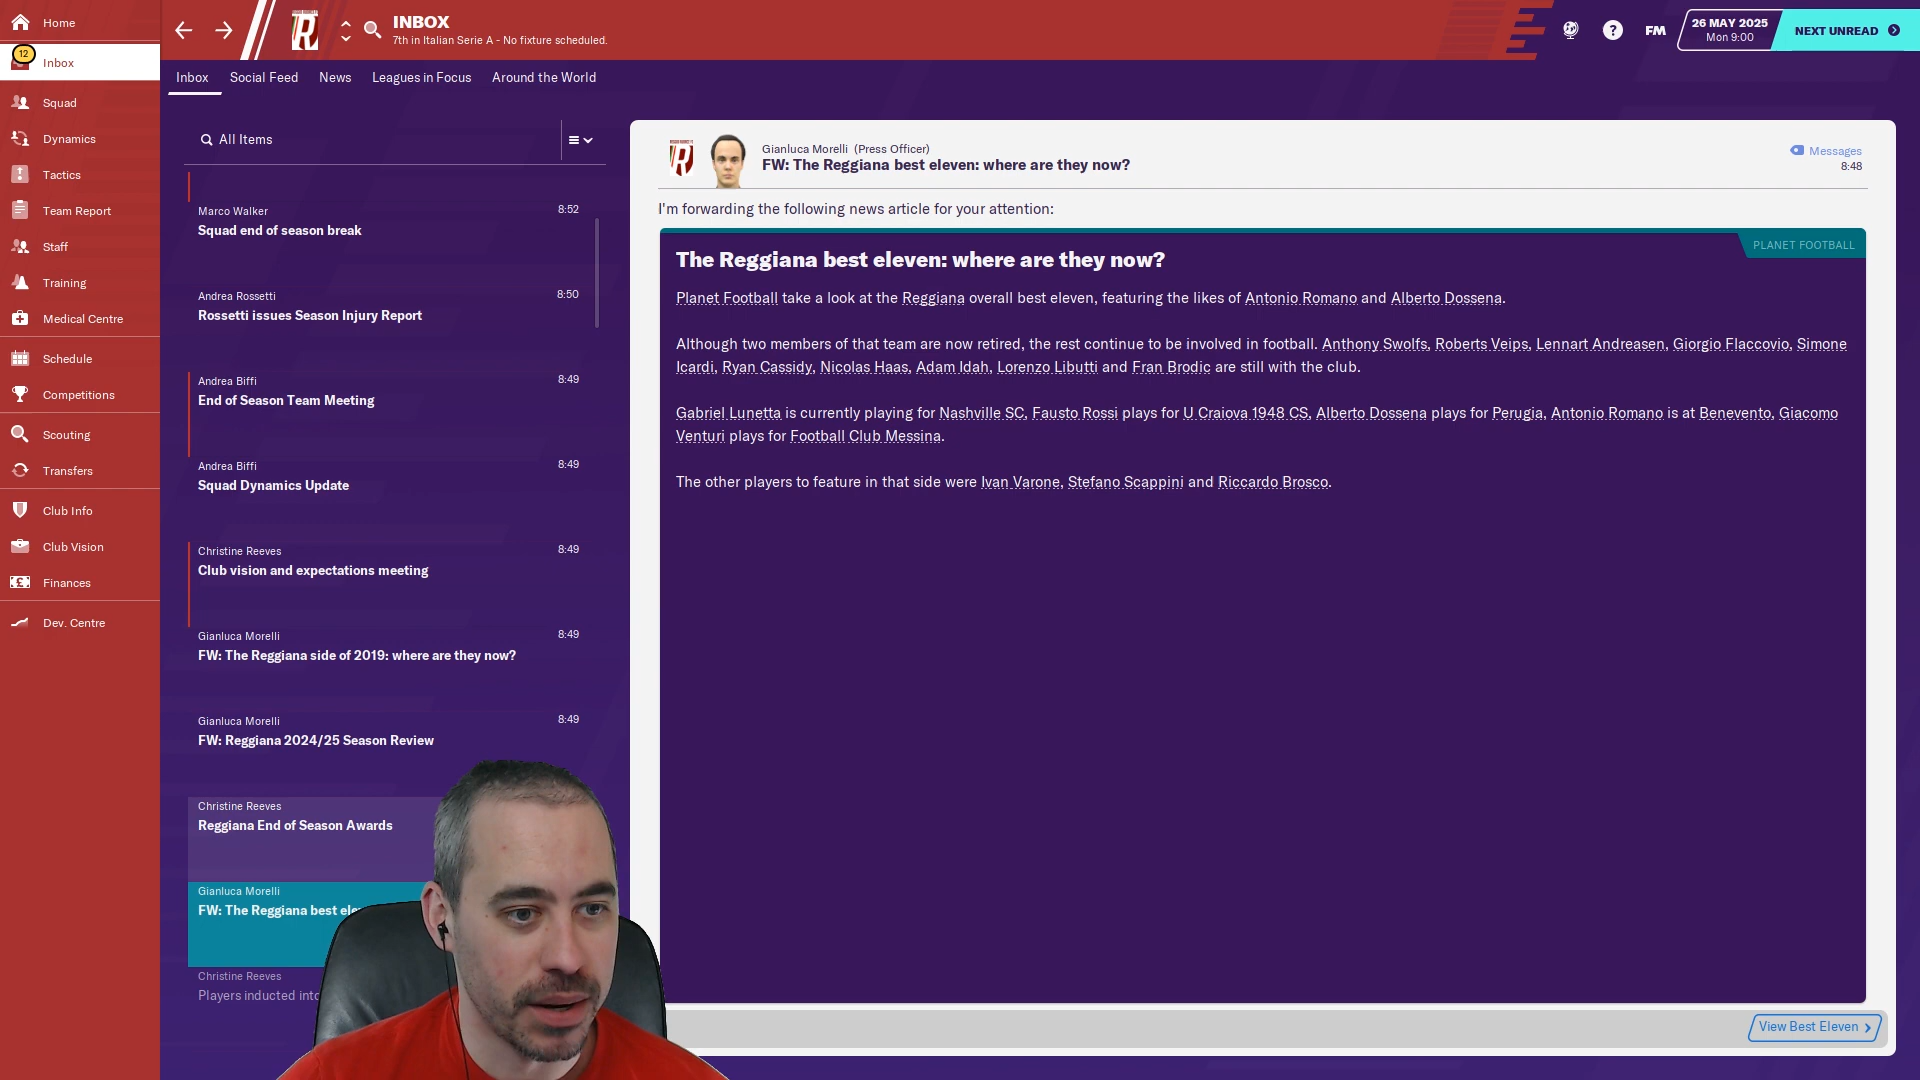 Home
12
Inbox
Squad
Dynamics
Tactics
Team Report
Staff
Training
Medical Centre
Schedule
Competitions
Scouting
Transfers
Club Info
Club Vision
Finances
Dev. Centre
R
INBOX
7th in Italian Serie A - No fixture scheduled.
?
FM
26 MAY 2025
Mon 9:00
NEXT UNREAD
Inbox
Social Feed
News
Leagues in Focus
Around the World
All Items
Marco Walker
8:52
Squad end of season break
Andrea Rossetti
8:50
Rossetti issues Season Injury Report
Andrea Biffi
8:49
End of Season Team Meeting
Andrea Biffi
8:49
Squad Dynamics Update
Christine Reeves
8:49
Club vision and expectations meeting
Gianluca Morelli
8:49
FW: The Reggiana side of 2019: where are they now?
Gianluca Morelli
8:49
FW: Reggiana 2024/25 Season Review
Christine Reeves
Reggiana End of Season Awards
Gianluca Morelli
FW: The Reggiana best ele
Christine Reeves
Players inducted into
R
Gianluca Morelli (Press Officer)
FW: The Reggiana best eleven: where are they now?
Messages
8:48
I'm forwarding the following news article for your attention:
PLANET FOOTBALL
The Reggiana best eleven: where are they now?
Planet Football take a look at the Reggiana overall best eleven, featuring the likes of Antonio Romano and Alberto Dossena.
Although two members of that team are now retired, the rest continue to be involved in football. Anthony Swolfs, Roberts Veips, Lennart Andreasen, Giorgio Flaccovio, Simone
Icardi, Ryan Cassidy, Nicolas Haas, Adam Idah, Lorenzo Libutti and Fran Brodic are still with the club.
Gabriel Lunetta is currently playing for Nashville SC, Fausto Rossi plays for U Craiova 1948 CS, Alberto Dossena plays for Perugia, Antonio Romano is at Benevento, Giacomo
Venturi plays for Football Club Messina.
The other players to feature in that side were Ivan Varone, Stefano Scappini and Riccardo Brosco.
View Best Eleven